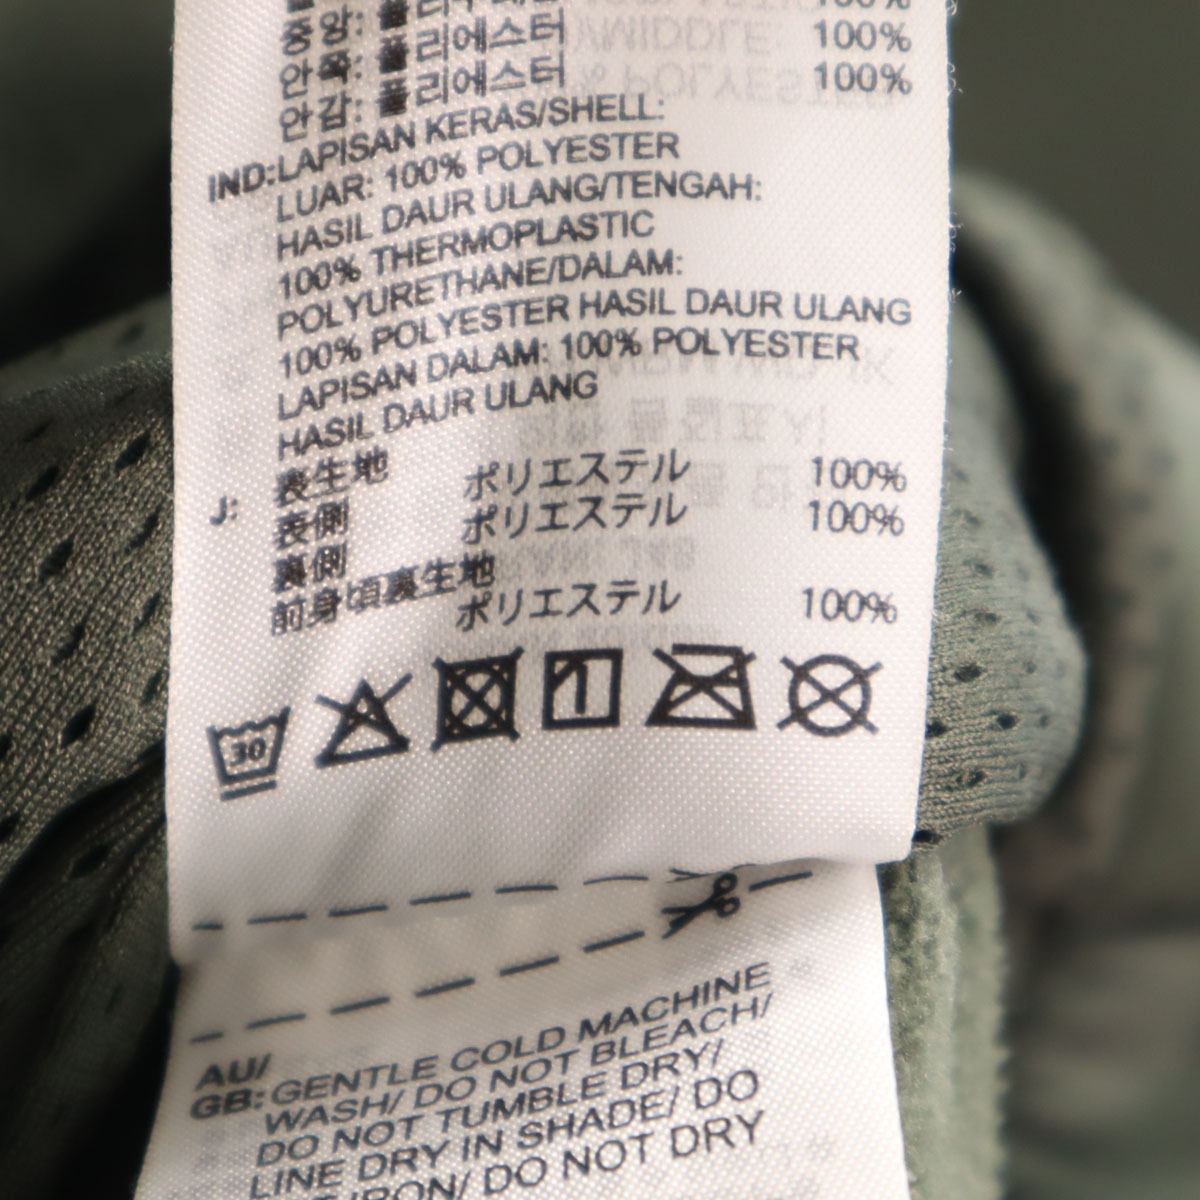 중앙: 폴리에스터 100%
안쪽: 폴리에스터 100%
안감: 폴리에스터 100%
IND: LAPISAN KERAS/SHELL:
LUAR: 100% POLYESTER
HASIL DAUR ULANG/TENGAH:
100% THERMOPLASTIC
POLYURETHANE/DALAM:
100% POLYESTER HASIL DAUR ULANG
LAPISAN DALAM: 100% POLYESTER
HASIL DAUR ULANG
J: 表生地
表側 ポリエステル 100%
裏側 ポリエステル 100%
前身頃裏生地
ポリエステル 100%
30
AU/
GB: GENTLE COLD MACHINE
WASH/ DO NOT BLEACH/
DO NOT TUMBLE DRY/
LINE DRY IN SHADE/ DO
IRON/ DO NOT DRY